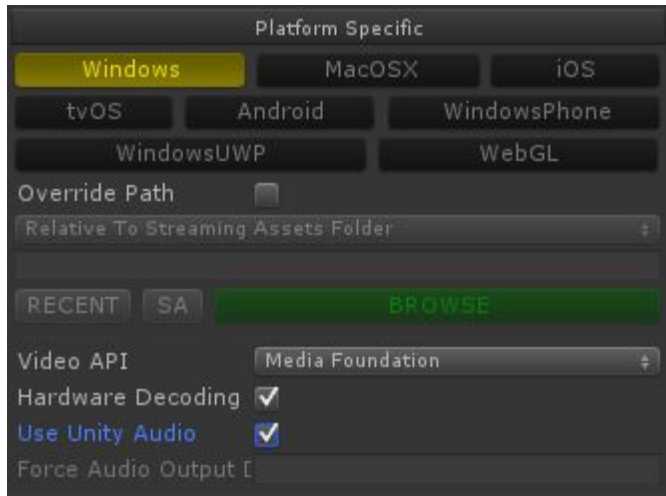 Platform Specific
Windows MacOSX iOS
tvOS Android WindowsPhone
WindowsUWP WebGL
Override Path
Relative To Streaming Assets Folder
RECENT SA BROWSE
Video API Media Foundation
Hardware Decoding
Use Unity Audio
Force Audio Output D